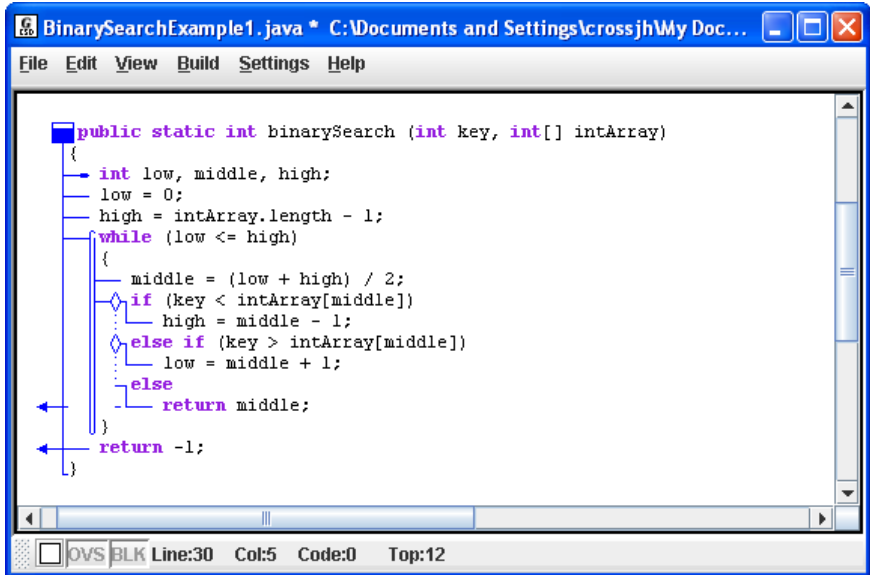 BinarySearchExample1.java * C:\Documents and Settings\crossjh\My Doc...
File Edit View Build Settings Help
public static int binarySearch (int key, int[] intArray)
{
int low, middle, high;
low = 0;
high = intArray.length - 1;
while (low <= high)
{
middle = (low + high) / 2;
if (key < intArray[middle])
high = middle - 1;
else if (key > intArray[middle])
low = middle + 1;
else
return middle;
}
return -1;
}
OVS BLK Line:30 Col:5 Code:0 Top:12